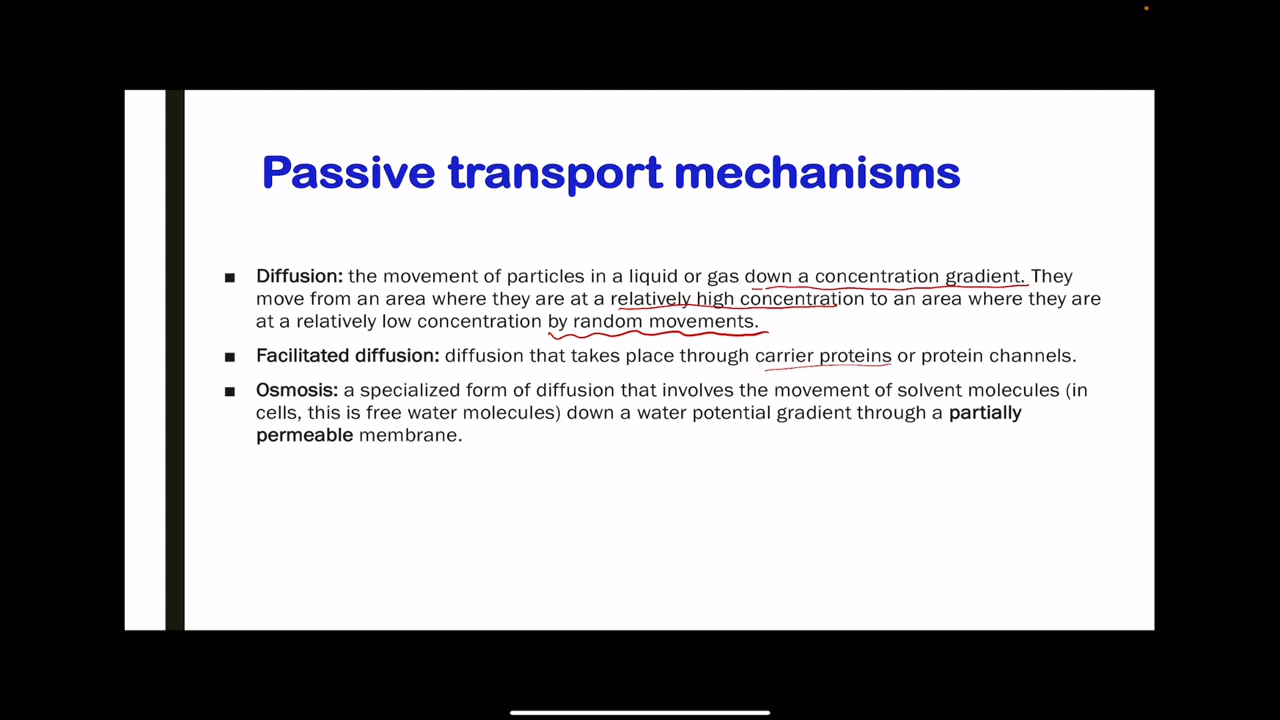 Passive transport mechanisms
■ Diffusion: the movement of particles in a liquid or gas down a concentration gradient. They
move from an area where they are at a relatively high concentration to an area where they are
at a relatively low concentration by random movements.
■ Facilitated diffusion: diffusion that takes place through carrier proteins or protein channels.
■ Osmosis: a specialized form of diffusion that involves the movement of solvent molecules (in
cells, this is free water molecules) down a water potential gradient through a partially
permeable membrane.